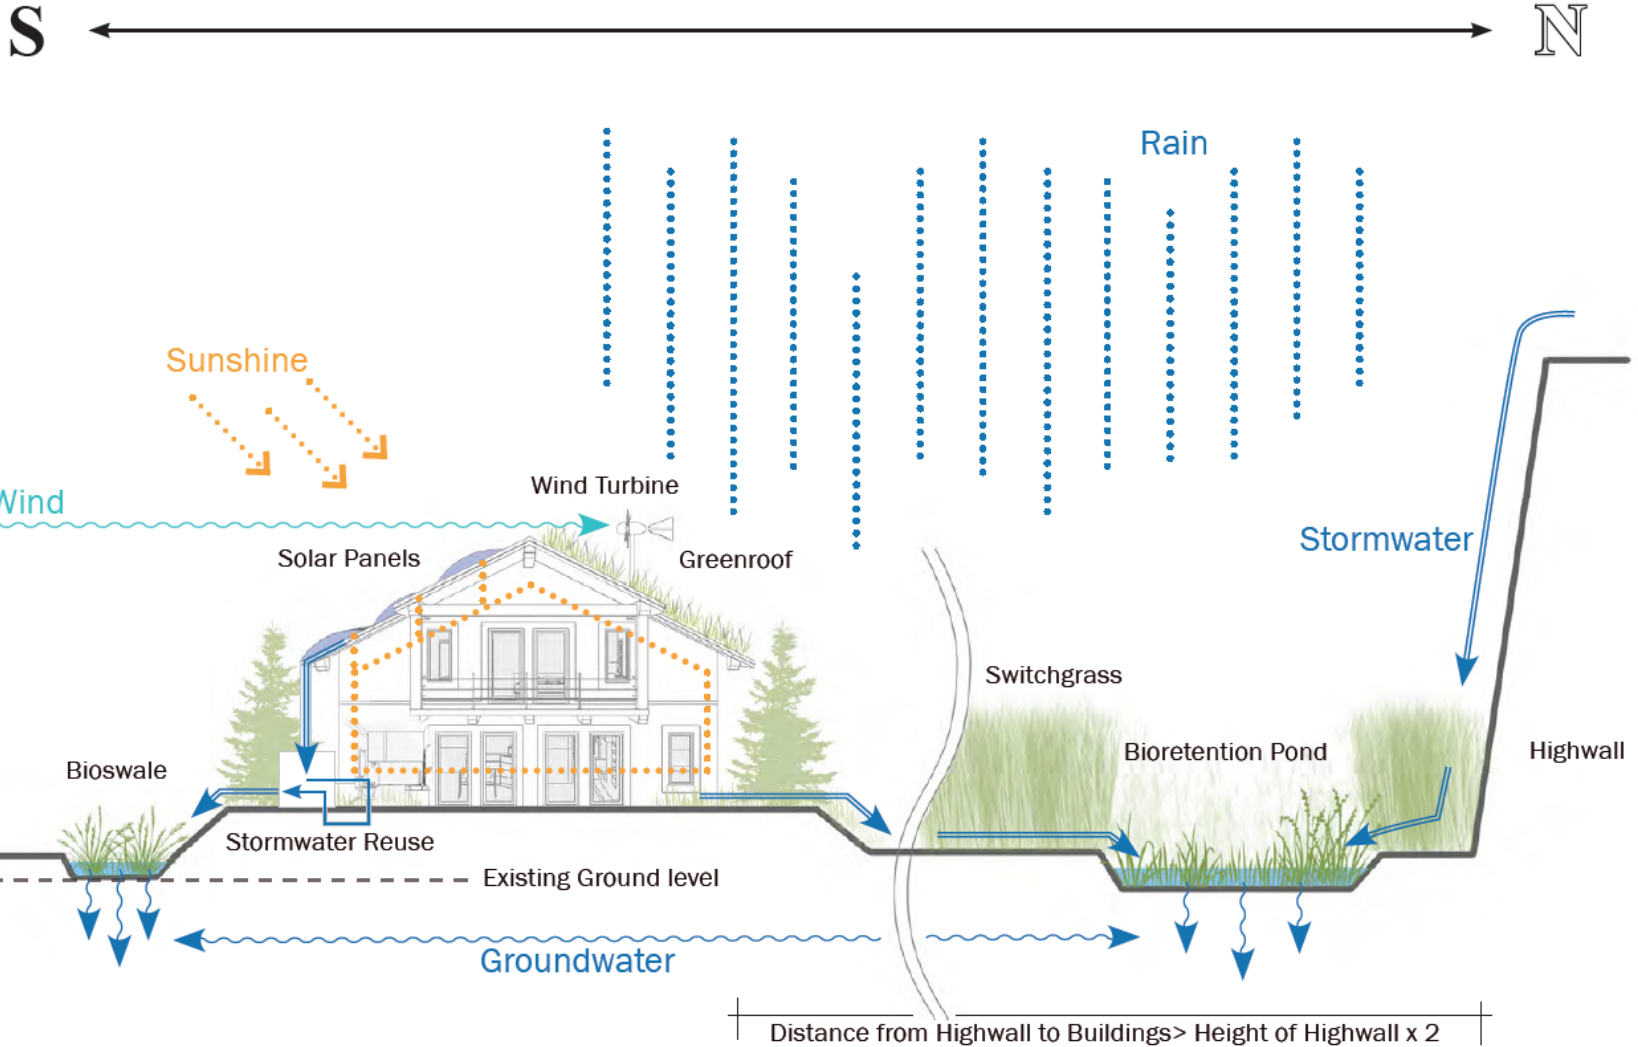 S
N
Rain
Sunshine
Wind
Wind Turbine
Solar Panels
Greenroof
Stormwater
Switchgrass
Bioretention Pond
Highwall
Bioswale
Stormwater Reuse
Existing Ground level
Groundwater
Distance from Highwall to Buildings> Height of Highwall x 2